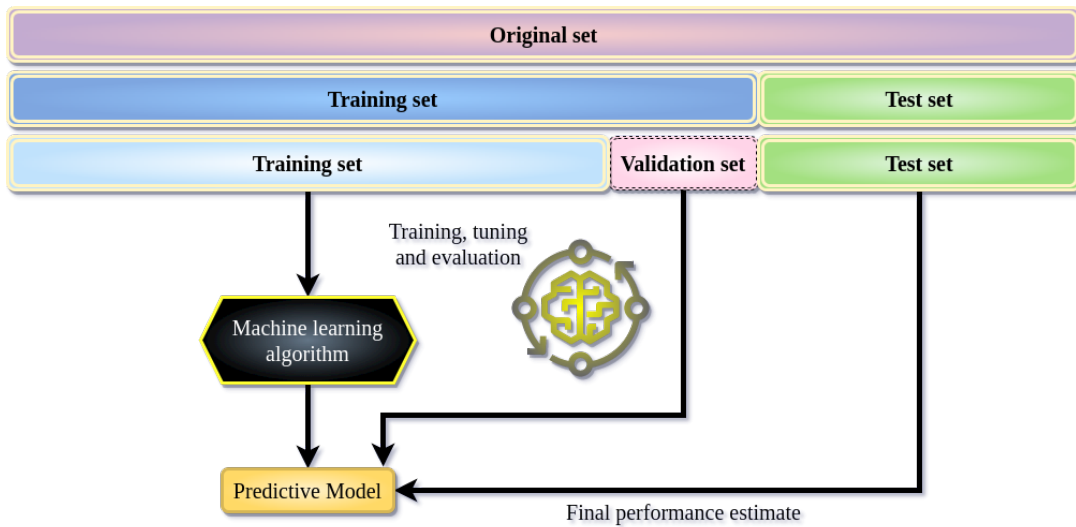 Original set
Training set
Test set
Training set
Validation set
Test set
Training, tuning
and evaluation
Machine learning
algorithm
Predictive Model
Final performance estimate